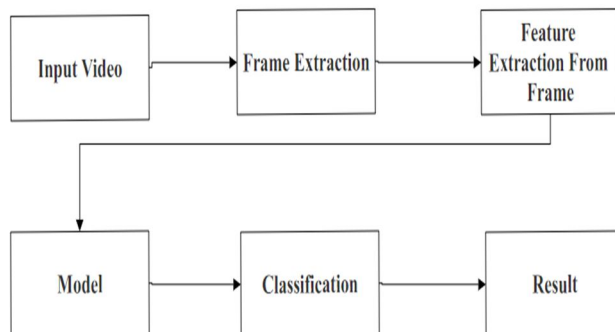 Input Video
Frame Extraction
Feature
Extraction From
Frame
Model
Classification
Result